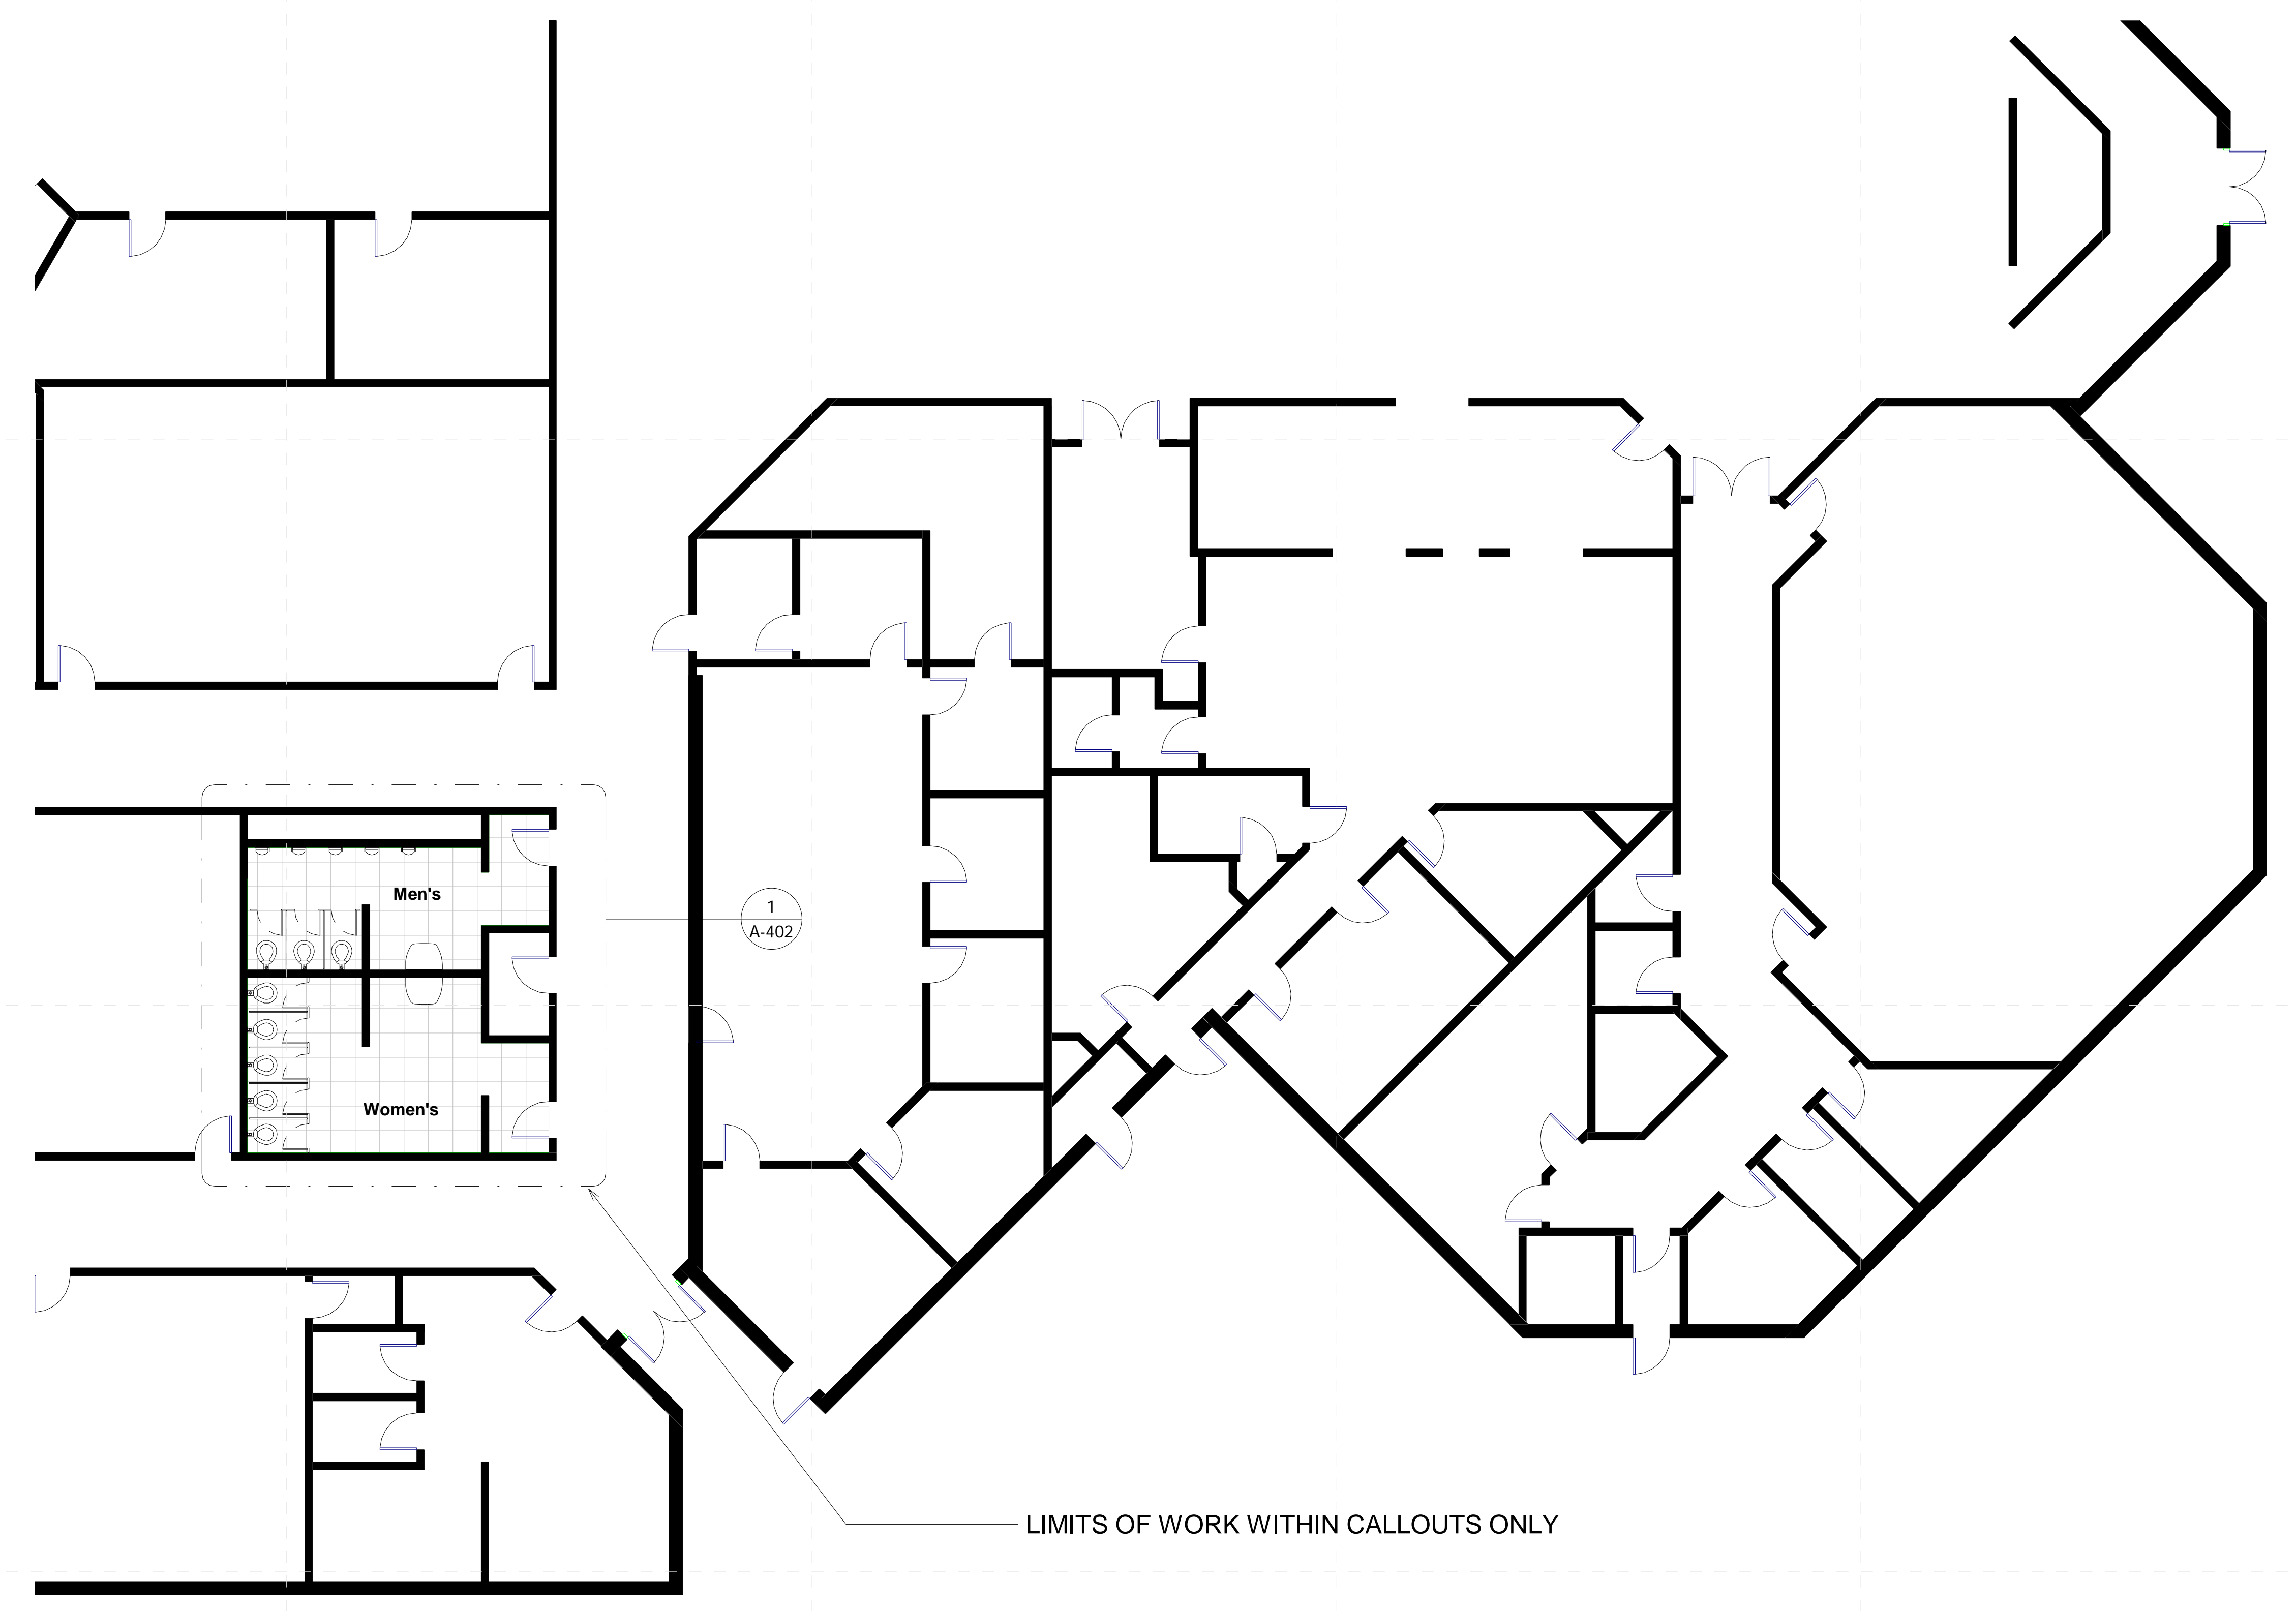 Men's
1
A-402
Women's
LIMITS OF WORK WITHIN CALLOUTS ONLY